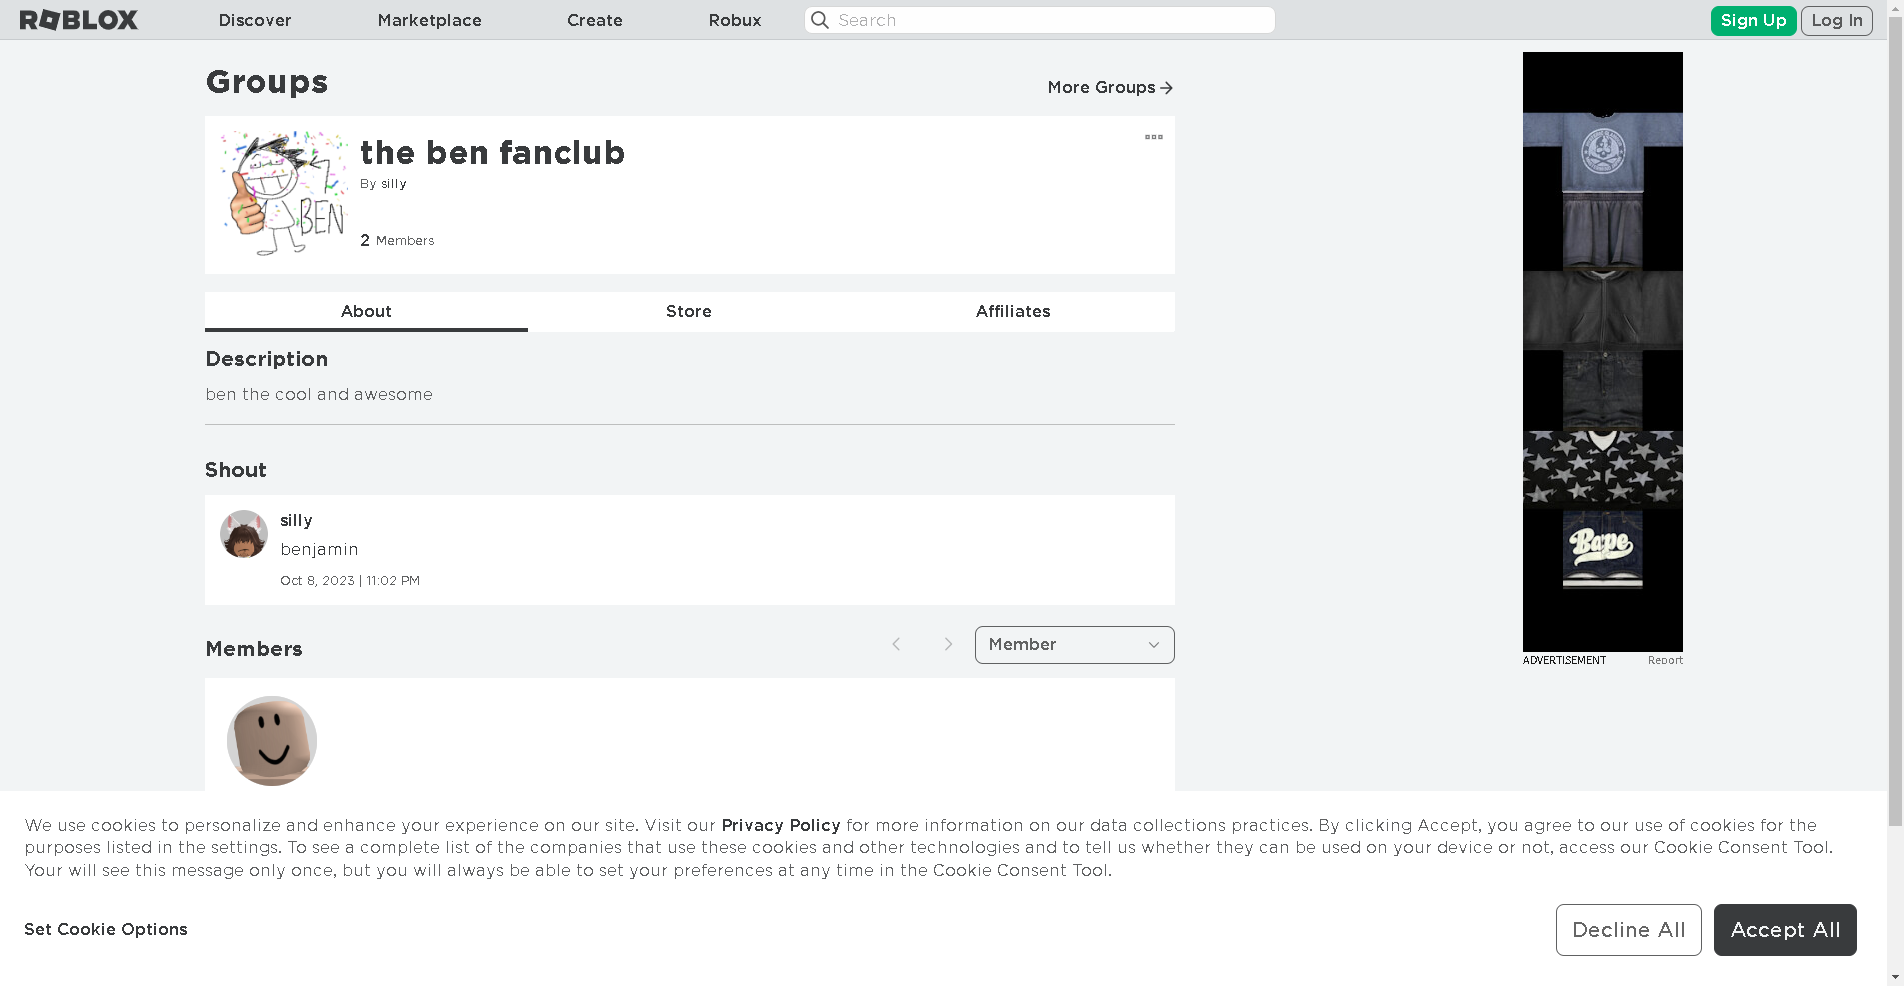 ROBLOX Discover Marketplace Create Robux Search Sign Up Log In
Groups
More Groups
the ben fanclub
By silly
BEN
2 Members
About Store Affiliates
Description
ben the cool and awesome
Shout
silly
benjamin
Oct 8, 2023 | 11:02 PM
Members
Member
Bape
ADVERTISEMENT Report
We use cookies to personalize and enhance your experience on our site. Visit our Privacy Policy for more information on our data collections practices. By clicking Accept, you agree to our use of cookies for the
purposes listed in the settings. To see a complete list of the companies that use these cookies and other technologies and to tell us whether they can be used on your device or not, access our Cookie Consent Tool.
Your will see this message only once, but you will always be able to set your preferences at any time in the Cookie Consent Tool.
Set Cookie Options
Decline All Accept All